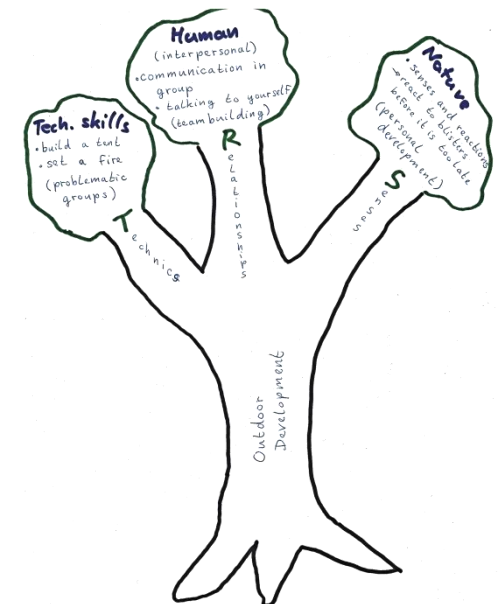 Human
(interpersonal)
• communication in
group
• talking to yourself
(teambuilding)
Relationships
Tech. skills
• build a tent
• set a fire
(problematic
groups)
Technics
Nature
• senses and reactions
→ react to blisters
before it is too late
(personal
development)
Senses
Outdoor
Development